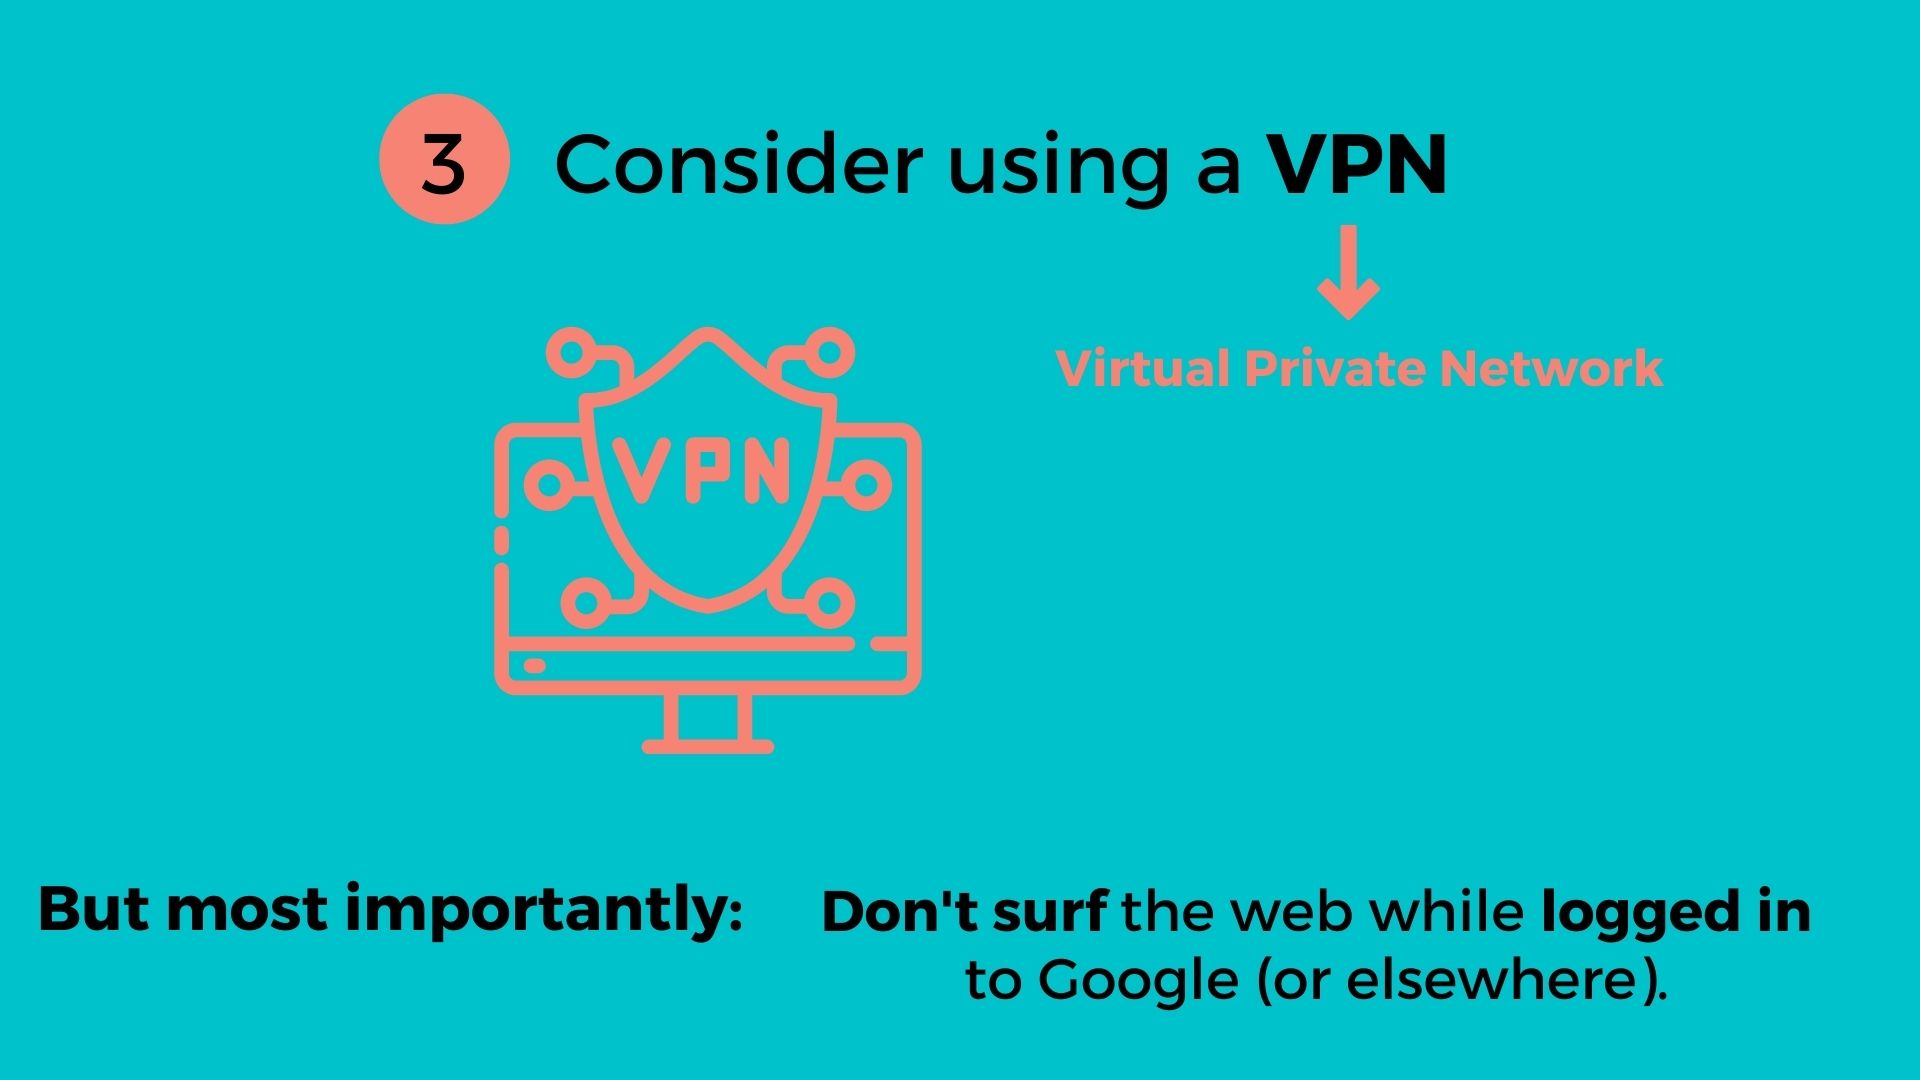 3 Consider using a VPN
Virtual Private Network
VPN
But most importantly:
Don't surf the web while logged in
to Google (or elsewhere).